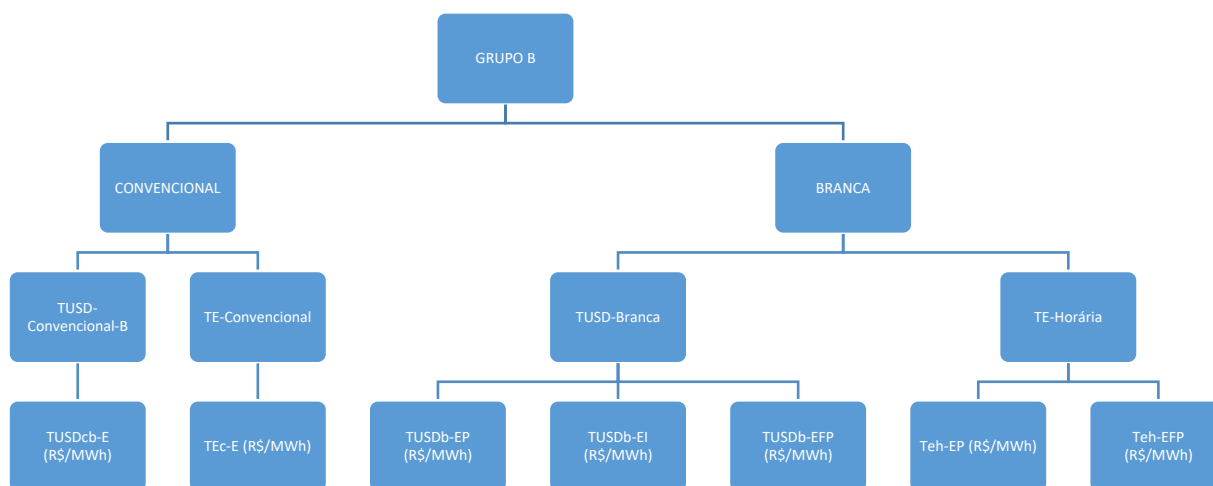 GRUPO B
CONVENCIONAL
BRANCA
TUSD-
Convencional-B
TE-Convencional
TUSD-Branca
TE-Horária
TUSDcb-E
(R$/MWh)
TEc-E (R$/MWh)
TUSDb-EP
(R$/MWh)
TUSDb-EI
(R$/MWh)
TUSDb-EFP
(R$/MWh)
Teh-EP (R$/MWh)
Teh-EFP
(R$/MWh)